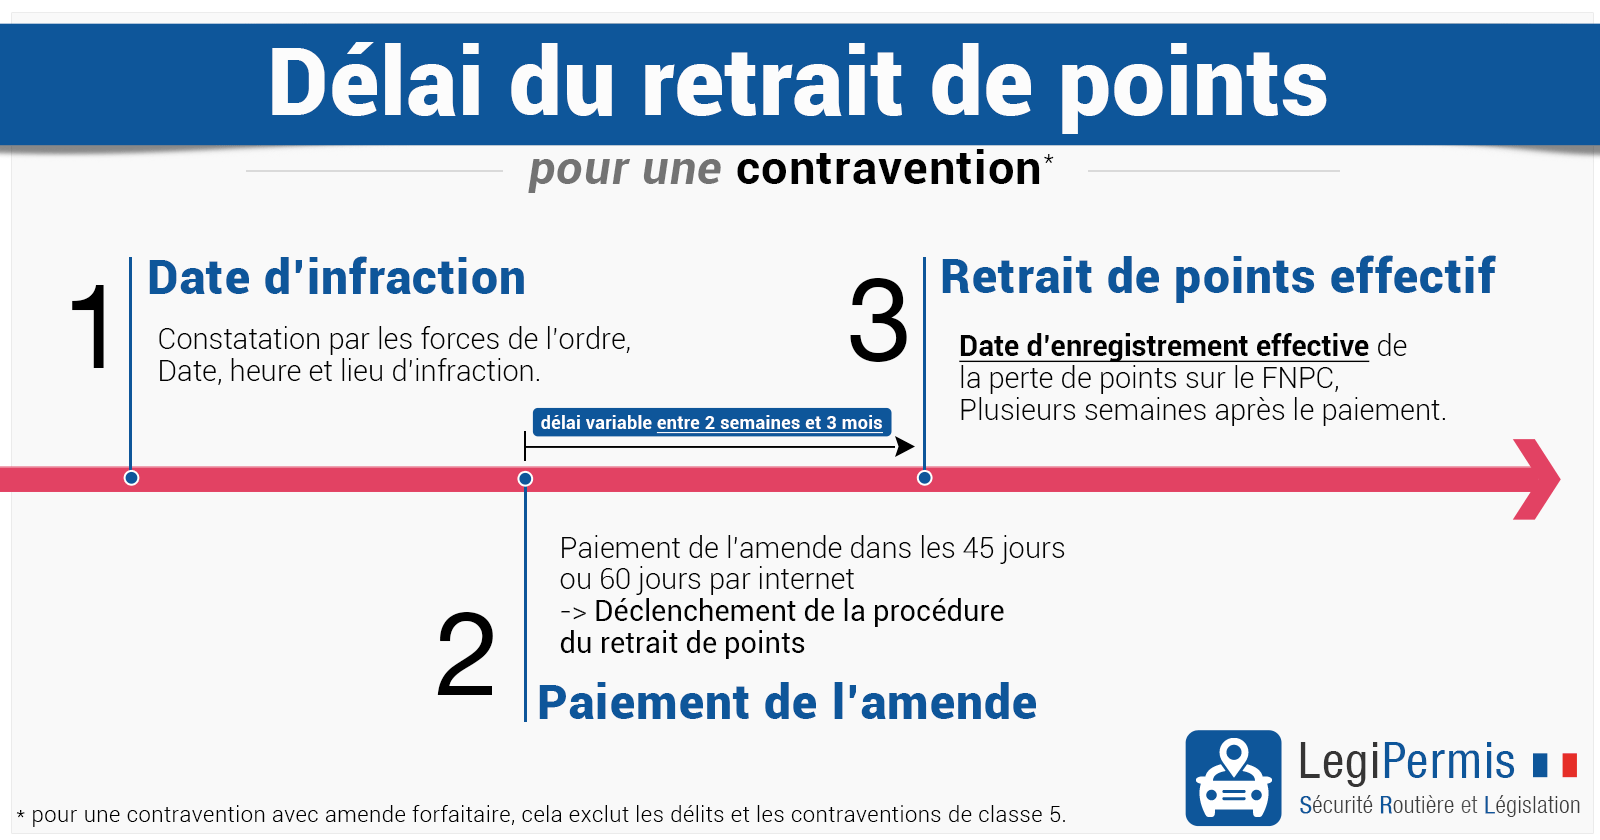 Délai du retrait de points
pour une contravention*
1
Date d'infraction
Constatation par les forces de l'ordre,
Date, heure et lieu d'infraction.
délai variable entre 2 semaines et 3 mois
3
Retrait de points effectif
Date d'enregistrement effective de
la perte de points sur le FNPC,
Plusieurs semaines après le paiement.
2
Paiement de l'amende dans les 45 jours
ou 60 jours par internet
-> Déclenchement de la procédure
du retrait de points
Paiement de l'amende
LegiPermis
Sécurité Routière et Législation
* pour une contravention avec amende forfaitaire, cela exclut les délits et les contraventions de classe 5.